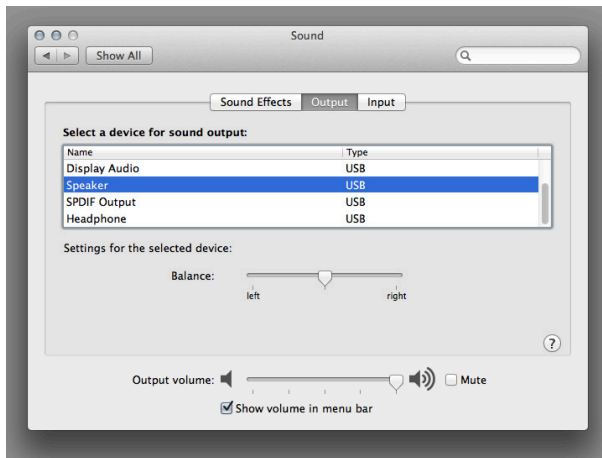 Sound
Show All
Sound Effects Output Input
Select a device for sound output:
Name Type
Display Audio USB
Speaker USB
SPDIF Output USB
Headphone USB
Settings for the selected device:
Balance:
left right
?
Output volume: Mute
Show volume in menu bar